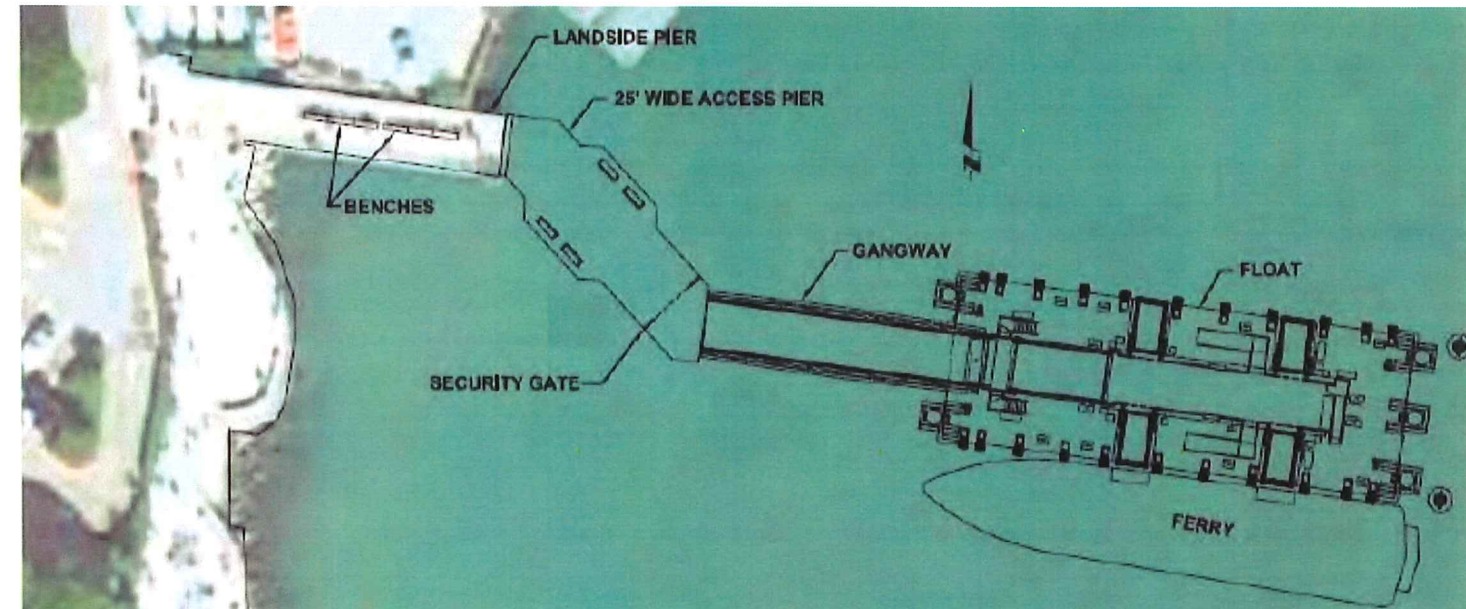 LANDSIDE PIER
25' WIDE ACCESS PIER
N
BENCHES
GANGWAY
FLOAT
SECURITY GATE
FERRY